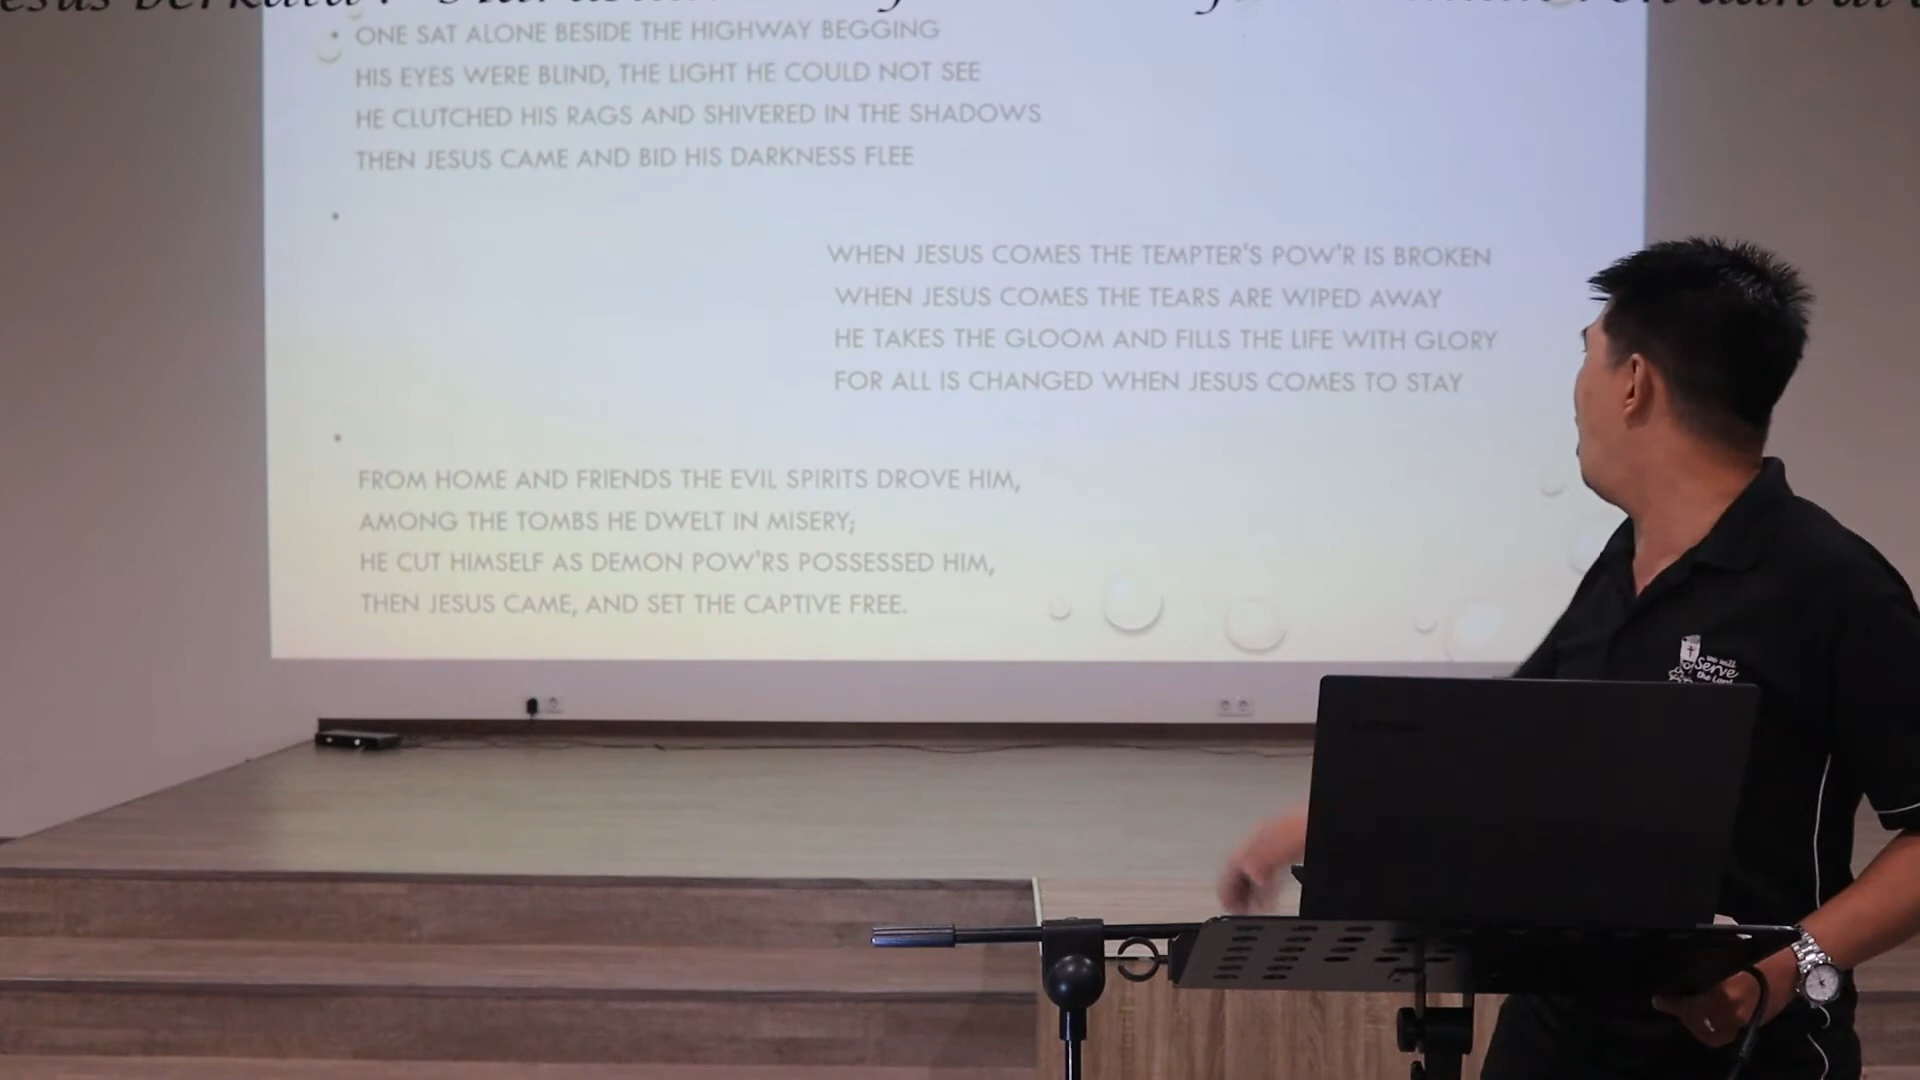 ONE SAT ALONE BESIDE THE HIGHWAY BEGGING
HIS EYES WERE BLIND, THE LIGHT HE COULD NOT SEE
HE CLUTCHED HIS RAGS AND SHIVERED IN THE SHADOWS
THEN JESUS CAME AND BID HIS DARKNESS FLEE
WHEN JESUS COMES THE TEMPTER'S POW'R IS BROKEN
WHEN JESUS COMES THE TEARS ARE WIPED AWAY
HE TAKES THE GLOOM AND FILLS THE LIFE WITH GLORY
FOR ALL IS CHANGED WHEN JESUS COMES TO STAY
FROM HOME AND FRIENDS THE EVIL SPIRITS DROVE HIM,
AMONG THE TOMBS HE DWELT IN MISERY;
HE CUT HIMSELF AS DEMON POW'RS POSSESSED HIM,
THEN JESUS CAME, AND SET THE CAPTIVE FREE.
we will
Serve
the Lord